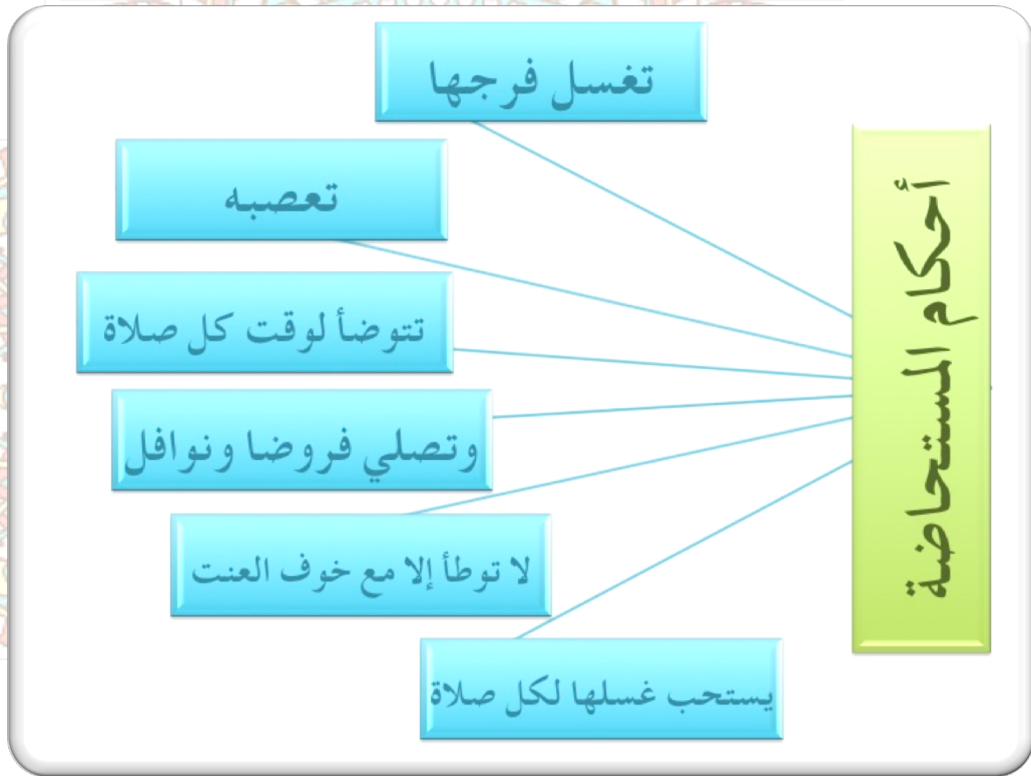 أحكام المستحاضة
تغسل فرجها
تعصبه
تتوضأ لوقت كل صلاة
وتصلي فروضا ونوافل
لا توطأ إلا مع خوف العنت
يستحب غسلها لكل صلاة